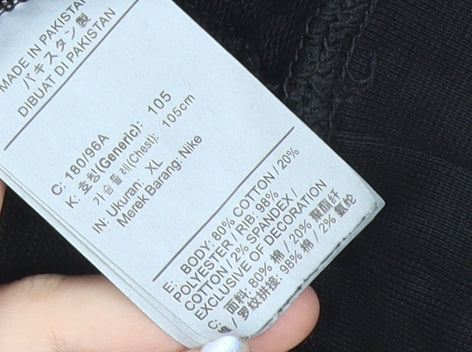 MADE IN PAKISTAN
パキスタン製
DIBUAT DI PAKISTAN
C: 180/96A
K: 호칭(Generic): 105
가슴둘레(Chest): 105cm
IN: Ukuran: XL
Merek Barang: Nike
E: BODY: 80% COTTON / 20%
POLYESTER / RIB: 98%
COTTON / 2% SPANDEX/
EXCLUSIVE OF DECORATION
C: 面料: 80% 棉 / 20% 聚酯纤
维 / 罗纹拼接: 98% 棉 / 2% 氨纶